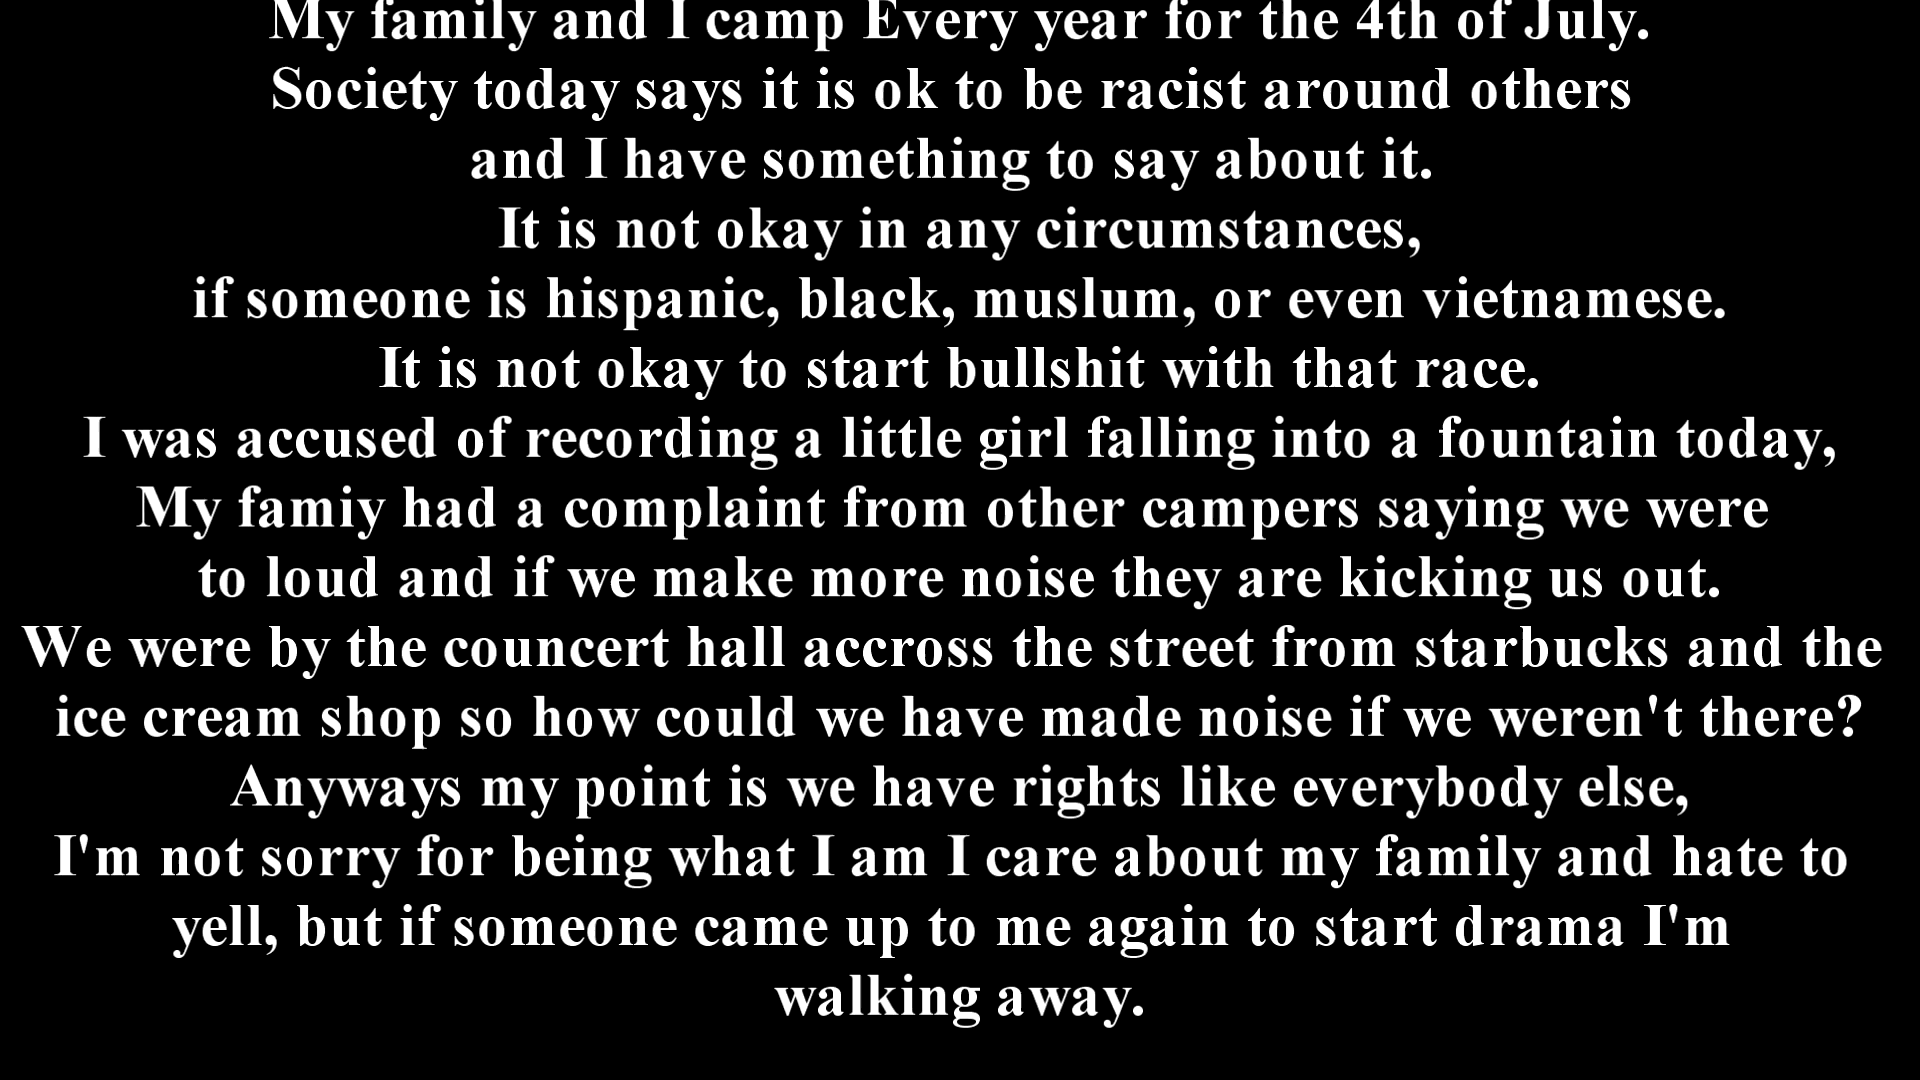 My family and I camp Every year for the 4th of July.
Society today says it is ok to be racist around others
and I have something to say about it.
It is not okay in any circumstances,
if someone is hispanic, black, muslum, or even vietnamese.
It is not okay to start bullshit with that race.
I was accused of recording a little girl falling into a fountain today,
My famiy had a complaint from other campers saying we were
to loud and if we make more noise they are kicking us out.
We were by the councert hall accross the street from starbucks and the
ice cream shop so how could we have made noise if we weren't there?
Anyways my point is we have rights like everybody else,
I'm not sorry for being what I am I care about my family and hate to
yell, but if someone came up to me again to start drama I'm
walking away.